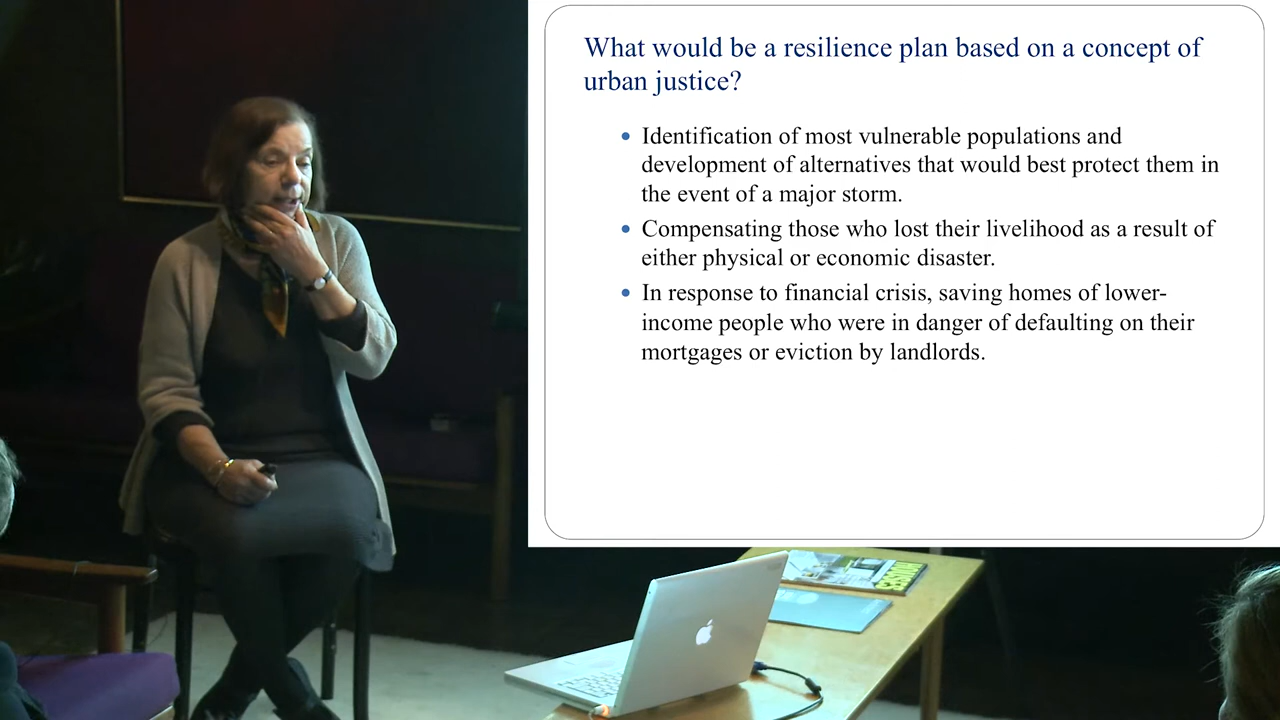 What would be a resilience plan based on a concept of
urban justice?
• Identification of most vulnerable populations and
development of alternatives that would best protect them in
the event of a major storm.
• Compensating those who lost their livelihood as a result of
either physical or economic disaster.
• In response to financial crisis, saving homes of lower-
income people who were in danger of defaulting on their
mortgages or eviction by landlords.